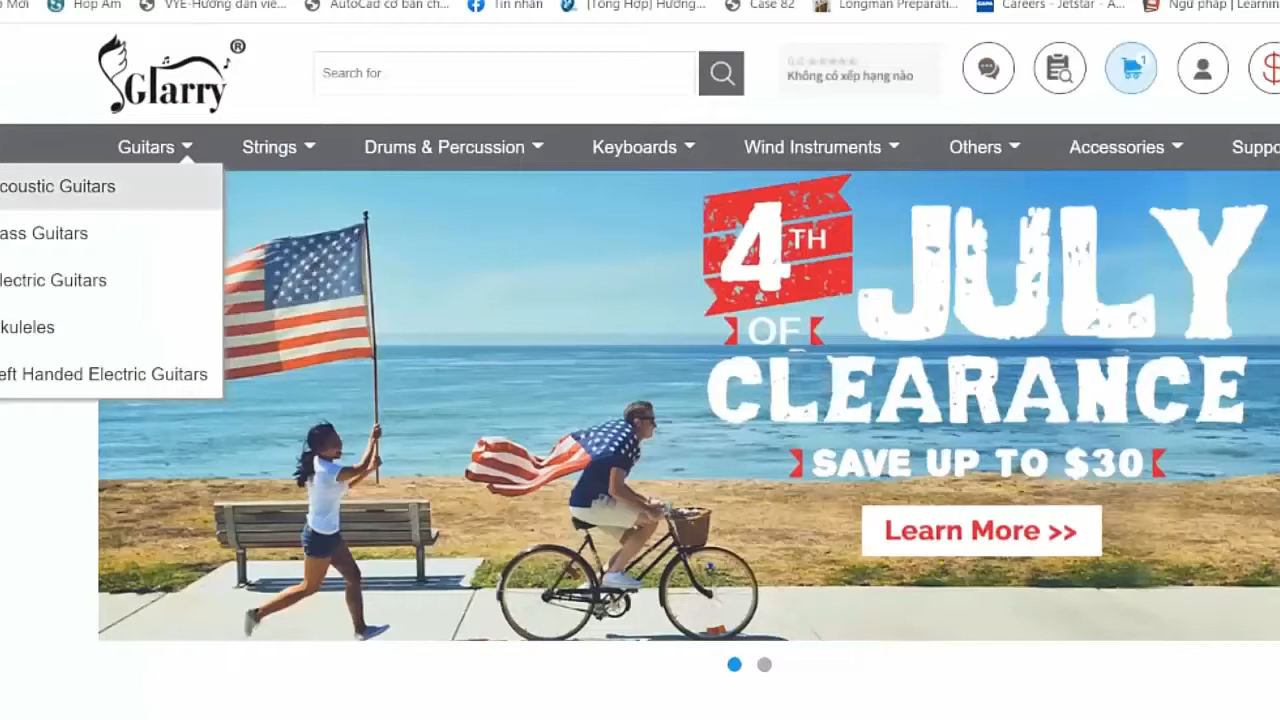 Mới
Hợp Âm
VYE-Hướng dẫn viê...
AutoCad cơ bản ch...
Tin nhắn
[Tổng Hợp] Hướng...
Case 82
Longman Preparati...
Careers - Jetstar - A...
Ngữ pháp | Learnin
Glarry ®
Search for
Không có xếp hạng nào
1
Guitars
Strings
Drums & Percussion
Keyboards
Wind Instruments
Others
Accessories
Suppo
coustic Guitars
ass Guitars
lectric Guitars
kuleles
eft Handed Electric Guitars
4TH
OF
JULY
CLEARANCE
SAVE UP TO $30
Learn More >>